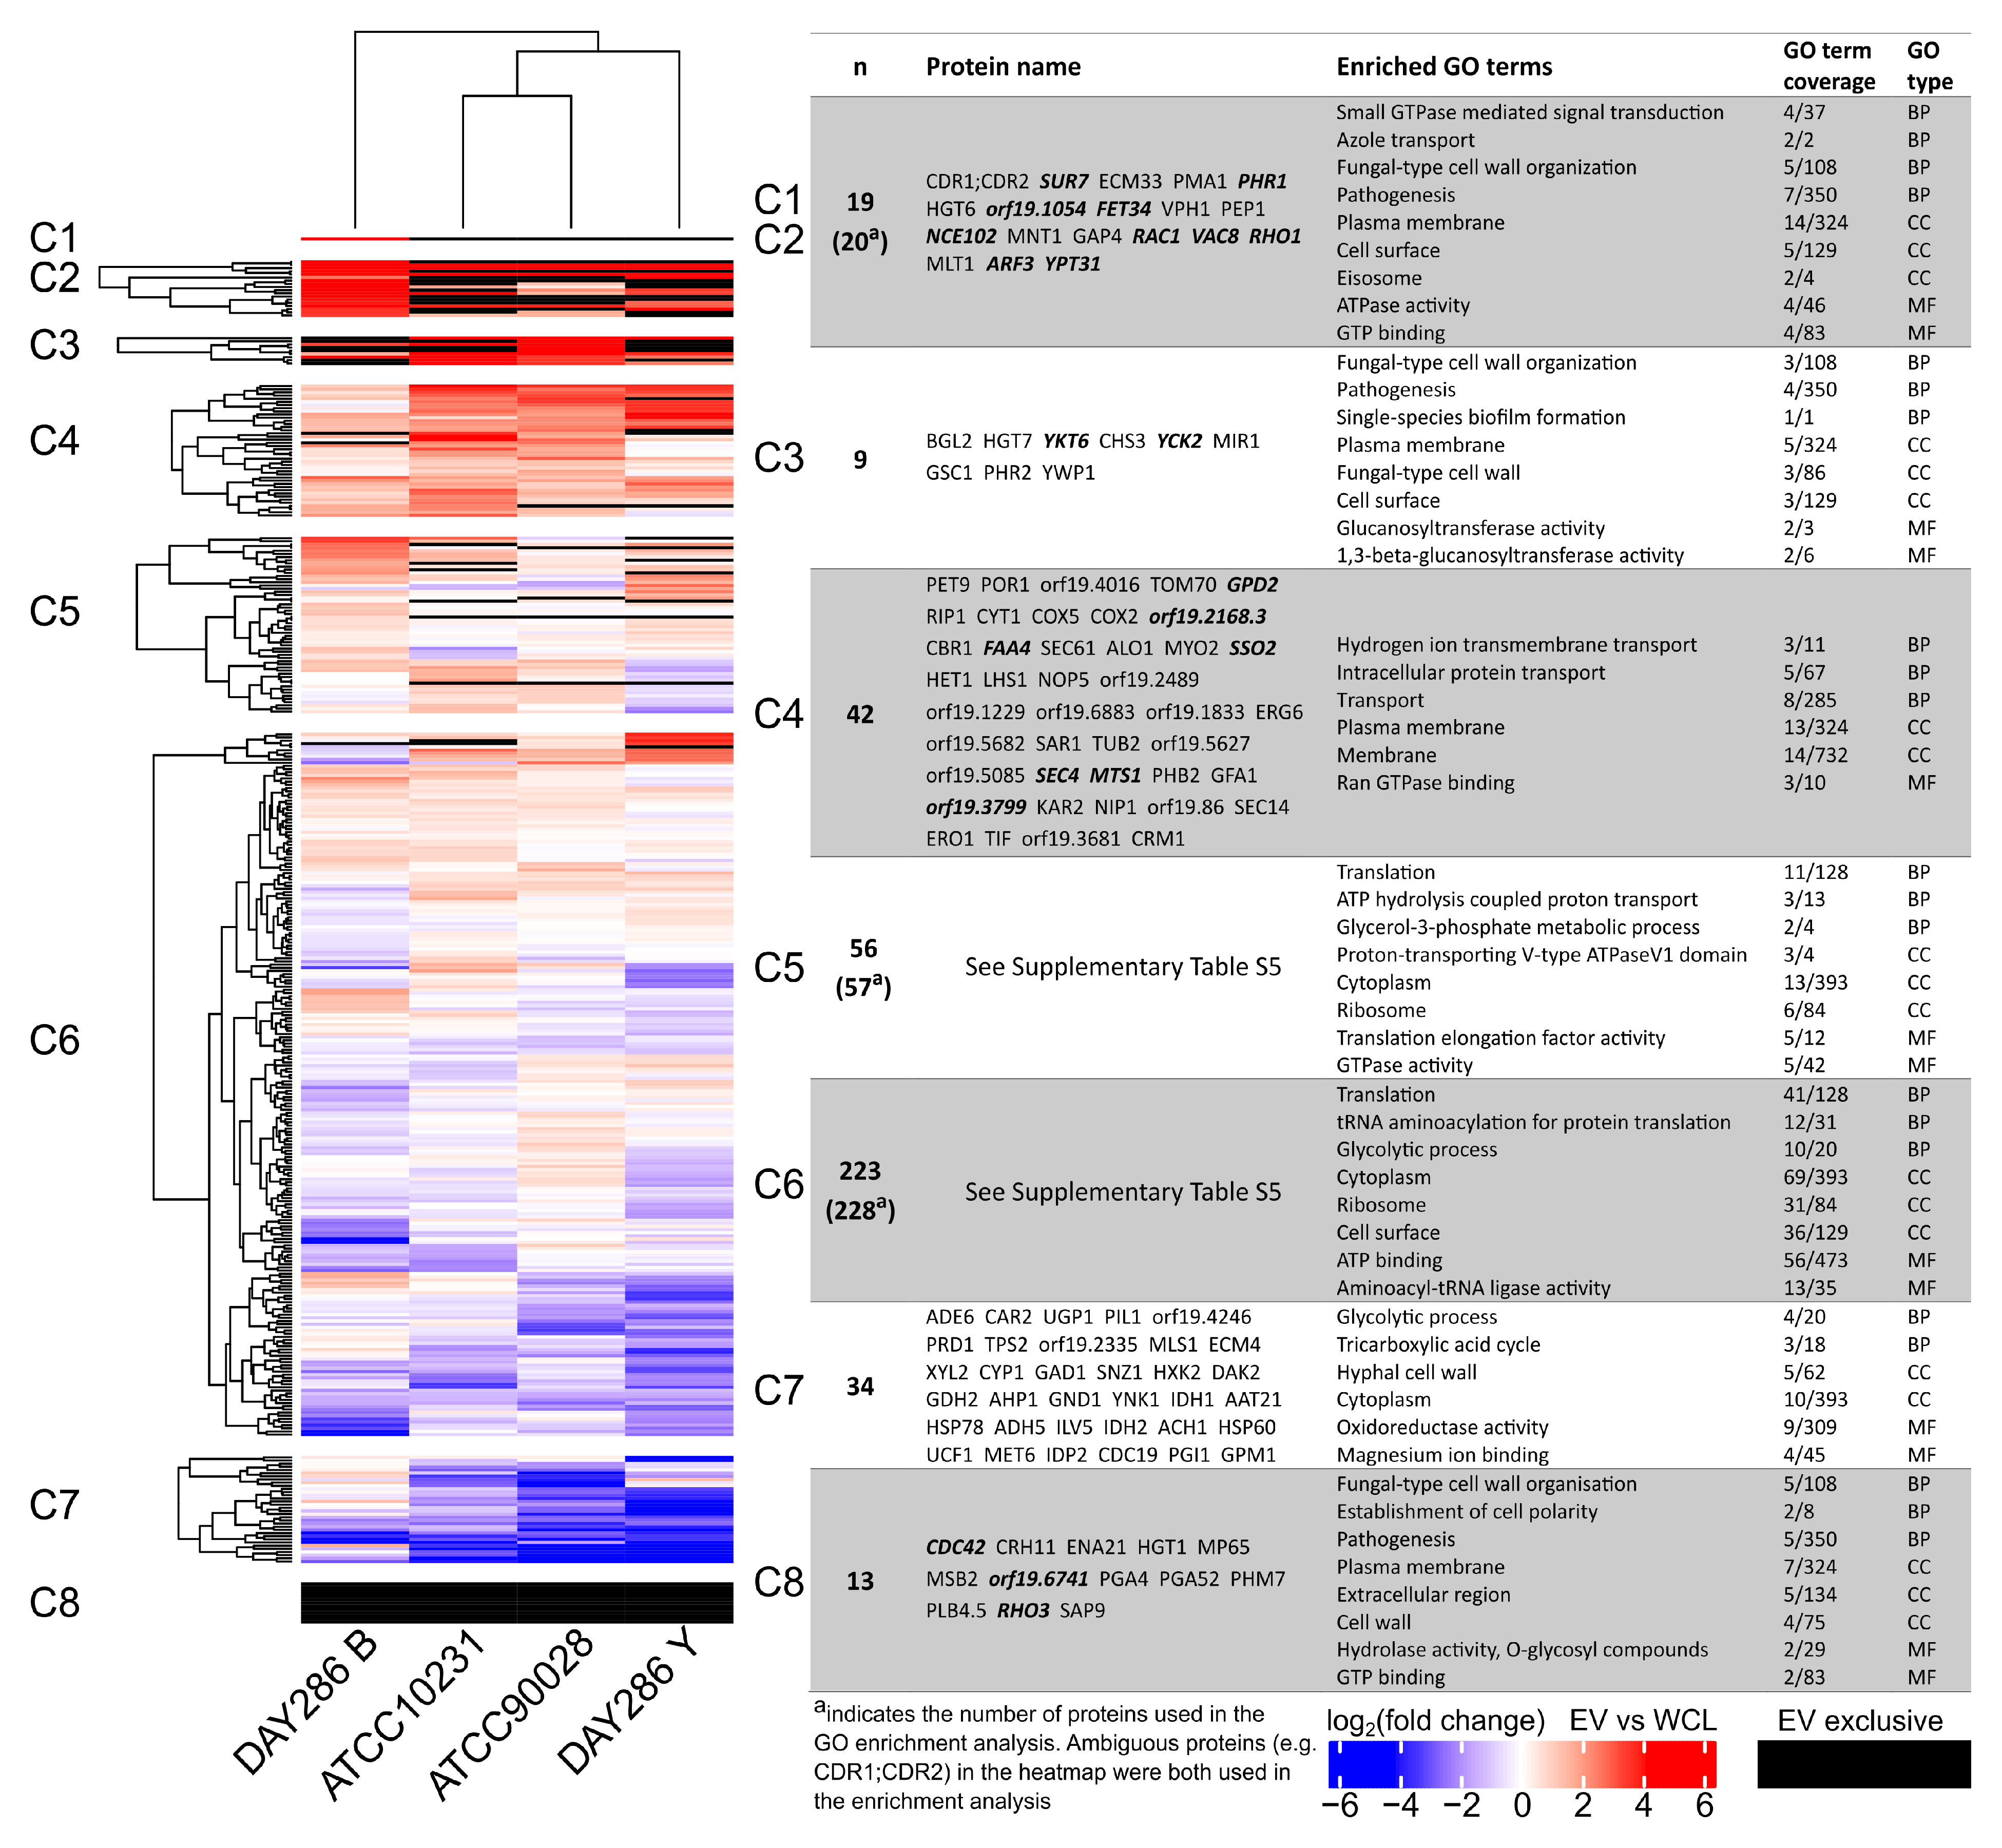 C1
C2
C3
C4
C5
C6
C7
C8
DAY286 B
ATCC10231
ATCC90028
DAY286 Y
n Protein name Enriched GO terms GO term coverage GO type
C1
C2
19
(20a)
CDR1;CDR2 SUR7 ECM33 PMA1 PHR1
HGT6 orf19.1054 FET34 VPH1 PEP1
NCE102 MNT1 GAP4 RAC1 VAC8 RHO1
MLT1 ARF3 YPT31
Small GTPase mediated signal transduction 4/37 BP
Azole transport 2/2 BP
Fungal-type cell wall organization 5/108 BP
Pathogenesis 7/350 BP
Plasma membrane 14/324 CC
Cell surface 5/129 CC
Eisosome 2/4 CC
ATPase activity 4/46 MF
GTP binding 4/83 MF
C3
9
BGL2 HGT7 YKT6 CHS3 YCK2 MIR1
GSC1 PHR2 YWP1
Fungal-type cell wall organization 3/108 BP
Pathogenesis 4/350 BP
Single-species biofilm formation 1/1 BP
Plasma membrane 5/324 CC
Fungal-type cell wall 3/86 CC
Cell surface 3/129 CC
Glucanosyltransferase activity 2/3 MF
1,3-beta-glucanosyltransferase activity 2/6 MF
C4
42
PET9 POR1 orf19.4016 TOM70 GPD2
RIP1 CYT1 COX5 COX2 orf19.2168.3
CBR1 FAA4 SEC61 ALO1 MYO2 SSO2
HET1 LHS1 NOP5 orf19.2489
orf19.1229 orf19.6883 orf19.1833 ERG6
orf19.5682 SAR1 TUB2 orf19.5627
orf19.5085 SEC4 MTS1 PHB2 GFA1
orf19.3799 KAR2 NIP1 orf19.86 SEC14
ERO1 TIF orf19.3681 CRM1
Hydrogen ion transmembrane transport 3/11 BP
Intracellular protein transport 5/67 BP
Transport 8/285 BP
Plasma membrane 13/324 CC
Membrane 14/732 CC
Ran GTPase binding 3/10 MF
C5
56
(57a)
See Supplementary Table S5
Translation 11/128 BP
ATP hydrolysis coupled proton transport 3/13 BP
Glycerol-3-phosphate metabolic process 2/4 BP
Proton-transporting V-type ATPaseV1 domain 3/4 CC
Cytoplasm 13/393 CC
Ribosome 6/84 CC
Translation elongation factor activity 5/12 MF
GTPase activity 5/42 MF
C6
223
(228a)
See Supplementary Table S5
Translation 41/128 BP
tRNA aminoacylation for protein translation 12/31 BP
Glycolytic process 10/20 BP
Cytoplasm 69/393 CC
Ribosome 31/84 CC
Cell surface 36/129 CC
ATP binding 56/473 MF
Aminoacyl-tRNA ligase activity 13/35 MF
C7
34
ADE6 CAR2 UGP1 PIL1 orf19.4246
PRD1 TPS2 orf19.2335 MLS1 ECM4
XYL2 CYP1 GAD1 SNZ1 HXK2 DAK2
GDH2 AHP1 GND1 YNK1 IDH1 AAT21
HSP78 ADH5 ILV5 IDH2 ACH1 HSP60
UCF1 MET6 IDP2 CDC19 PGI1 GPM1
Glycolytic process 4/20 BP
Tricarboxylic acid cycle 3/18 BP
Hyphal cell wall 5/62 CC
Cytoplasm 10/393 CC
Oxidoreductase activity 9/309 MF
Magnesium ion binding 4/45 MF
C8
13
CDC42 CRH11 ENA21 HGT1 MP65
MSB2 orf19.6741 PGA4 PGA52 PHM7
PLB4.5 RHO3 SAP9
Fungal-type cell wall organisation 5/108 BP
Establishment of cell polarity 2/8 BP
Pathogenesis 5/350 BP
Plasma membrane 7/324 CC
Extracellular region 5/134 CC
Cell wall 4/75 CC
Hydrolase activity, O-glycosyl compounds 2/29 MF
GTP binding 2/83 MF
aindicates the number of proteins used in the
GO enrichment analysis. Ambiguous proteins (e.g.
CDR1;CDR2) in the heatmap were both used in
the enrichment analysis
log2(fold change) EV vs WCL
−6 −4 −2 0 2 4 6
EV exclusive